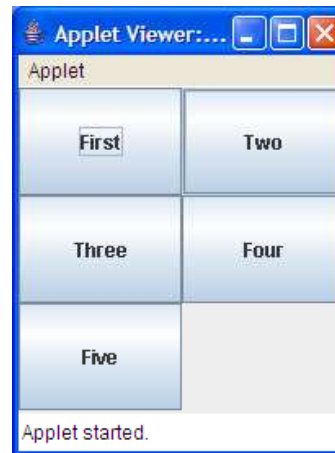 Applet Viewer:...
Applet
First
Two
Three
Four
Five
Applet started.